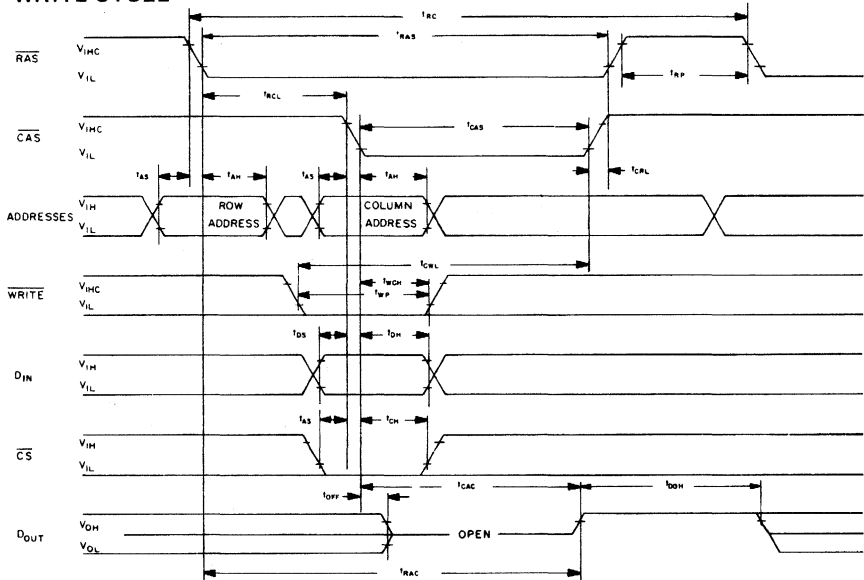 WRITE CYCLE
tRC
tRAS
RAS
VIHC
VIL
tRP
tRCL
CAS
VIHC
VIL
tCAS
tCRL
tAS
tAH
tAS
tAH
ADDRESSES
VIH
VIL
ROW
ADDRESS
COLUMN
ADDRESS
tCWL
WRITE
VIHC
VIL
tWCH
tWP
tDS
tDH
DIN
VIH
VIL
tAS
tCH
CS
VIH
VIL
tCAC
tDOH
tOFF
DOUT
VOH
VOL
OPEN
tRAC